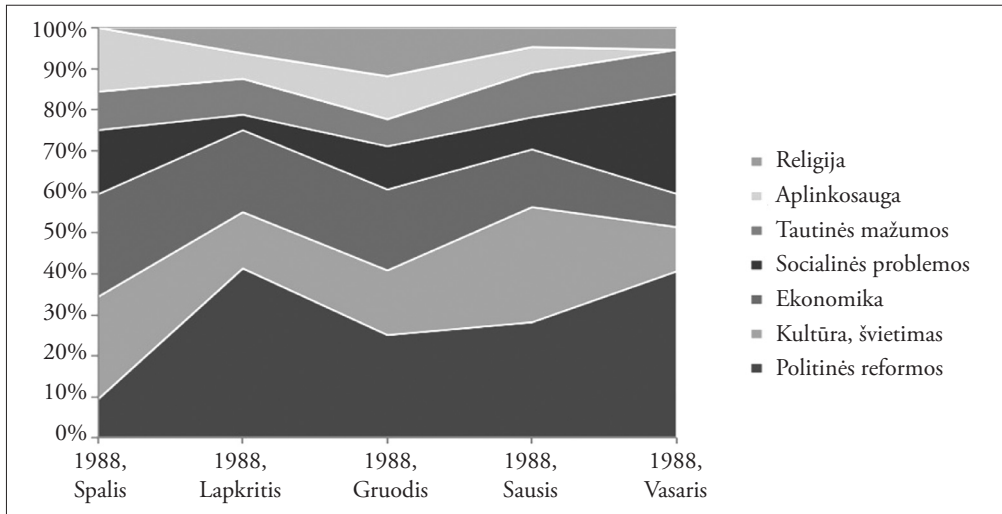 100%
90%
80%
70%
60%
50%
40%
30%
20%
10%
0%
1988,
Spalis
1988,
Lapkritis
1988,
Gruodis
1988,
Sausis
1988,
Vasaris
Religija
Aplinkosauga
Tautinės mažumos
Socialinės problemos
Ekonomika
Kultūra, švietimas
Politinės reformos